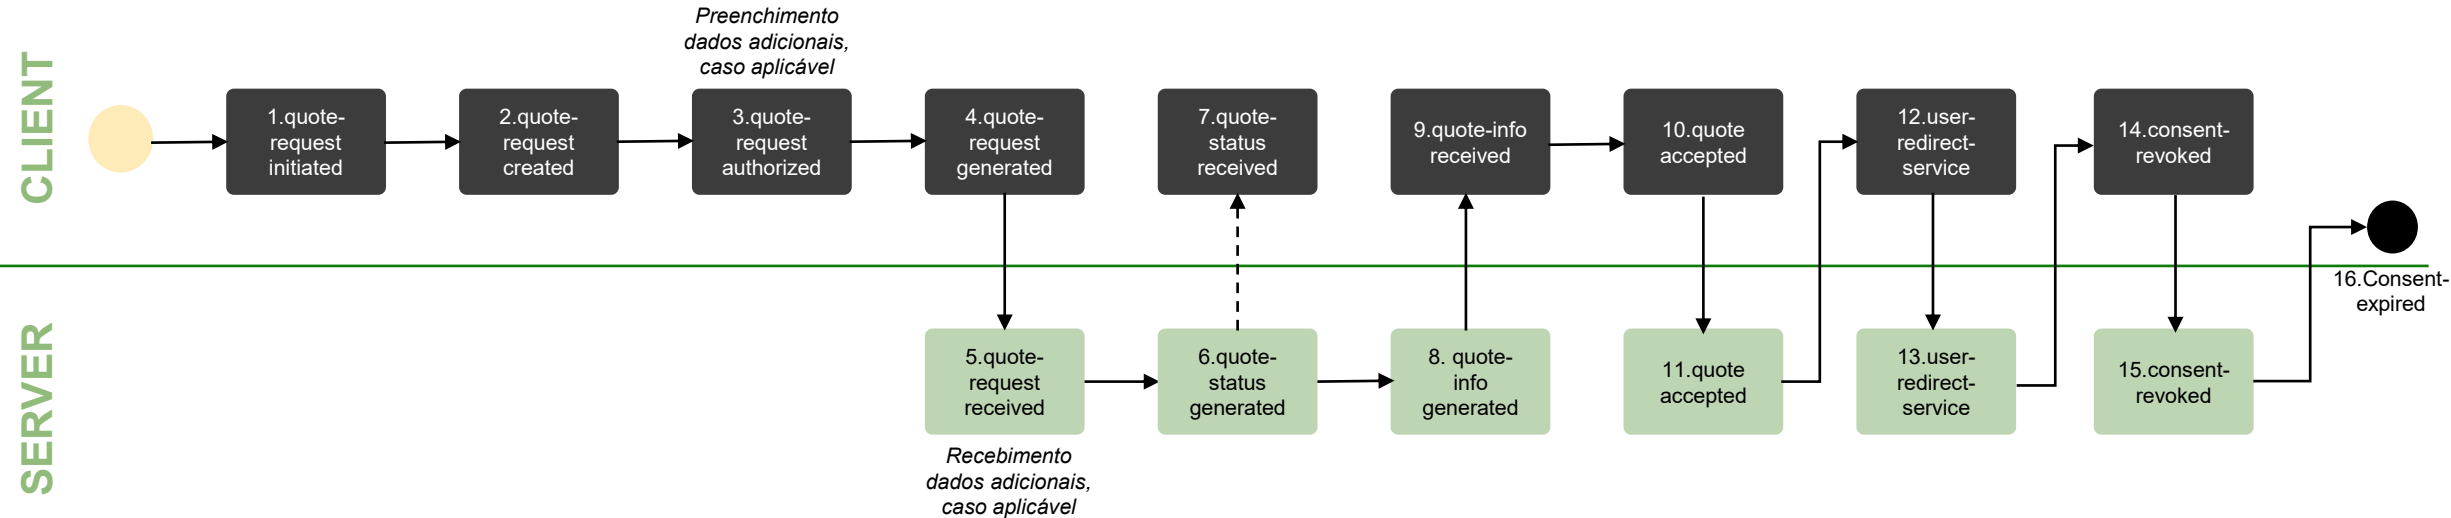 CLIENT
Preenchimento
dados adicionais,
caso aplicável
1.quote-
request
initiated
2.quote-
request
created
3.quote-
request
authorized
4.quote-
request
generated
7.quote-
status
received
9.quote-info
received
10.quote
accepted
12.user-
redirect-
service
14.consent-
revoked
16.Consent-
expired
SERVER
5.quote-
request
received
6.quote-
status
generated
8. quote-
info
generated
11.quote
accepted
13.user-
redirect-
service
15.consent-
revoked
Recebimento
dados adicionais,
caso aplicável